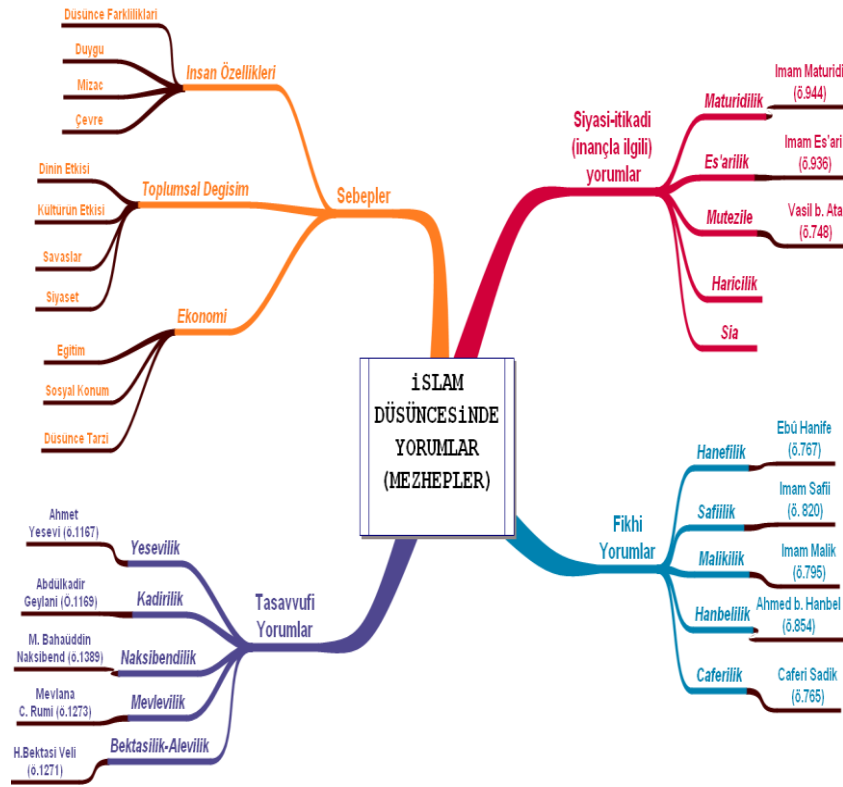 İSLAM
DÜSÜNCESiNDE
YORUMLAR
(MEZHEPLER)
Sebepler
Insan Özellikleri
Düsünce Farkliliklari
Duygu
Mizac
Çevre
Toplumsal Degisim
Dinin Etkisi
Kültürün Etkisi
Savaslar
Siyaset
Ekonomi
Egitim
Sosyal Konum
Düsünce Tarzi
Siyasi-itikadi
(inançla ilgili)
yorumlar
Maturidilik
Imam Maturidi
(ö.944)
Es'arilik
Imam Es'ari
(ö.936)
Mutezile
Vasil b. Ata
(ö.748)
Haricilik
Sia
Fikhi
Yorumlar
Hanefilik
Ebû Hanife
(ö.767)
Safiilik
Imam Safii
(ö. 820)
Malikilik
Imam Malik
(ö.795)
Hanbelilik
Ahmed b. Hanbel
(ö.854)
Caferilik
Caferi Sadik
(ö.765)
Tasavvufi
Yorumlar
Yesevilik
Ahmet
Yesevi (ö.1167)
Kadirilik
Abdülkadir
Geylani (Ö.1169)
Naksibendilik
M. Bahaüddin
Naksibend (ö.1389)
Mevlevilik
Mevlana
C. Rumi (ö.1273)
Bektasilik-Alevilik
H.Bektasi Veli
(ö.1271)